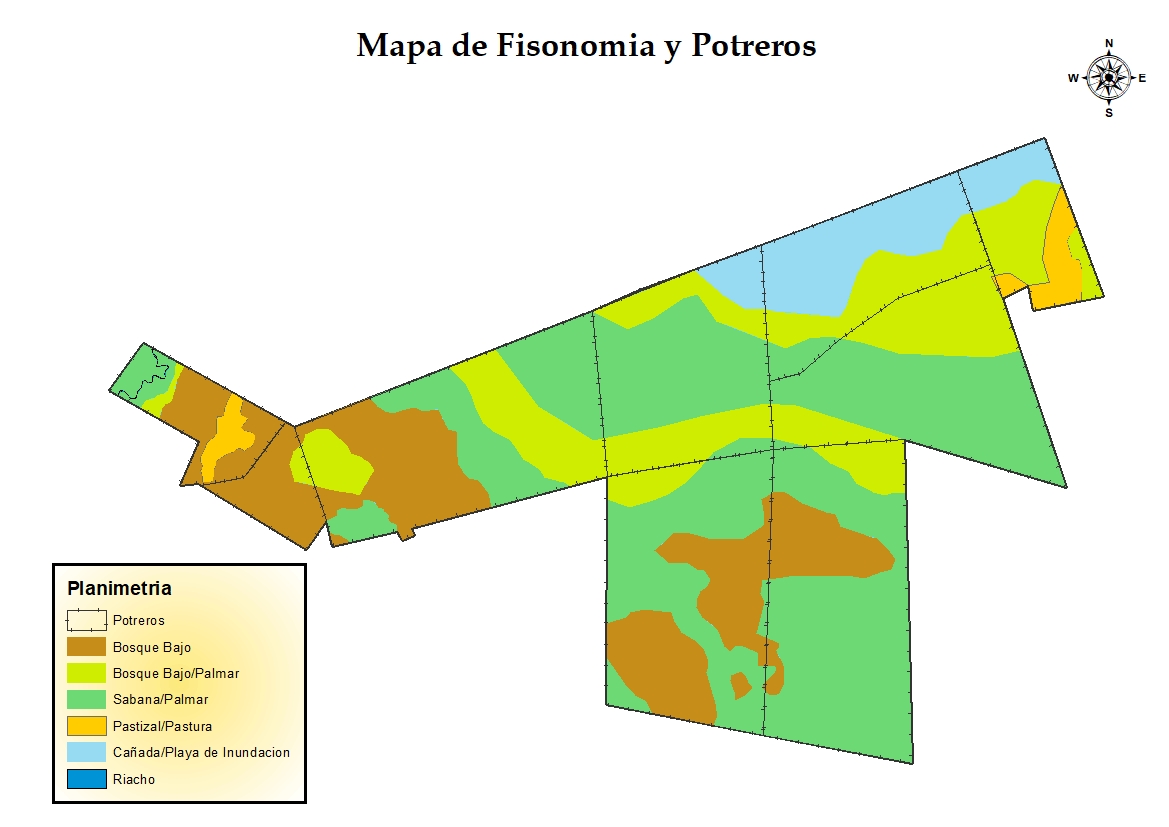 Mapa de Fisonomia y Potreros
N
W E
S
Planimetria
Potreros
Bosque Bajo
Bosque Bajo/Palmar
Sabana/Palmar
Pastizal/Pastura
Cañada/Playa de Inundacion
Riacho